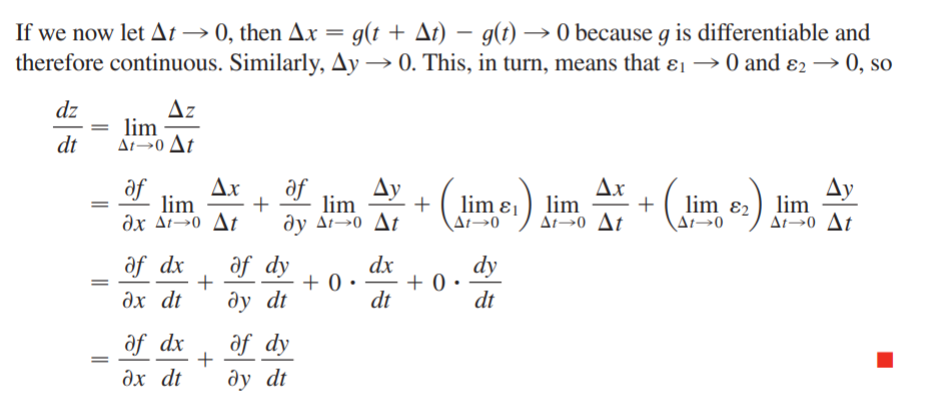 If we now let Δt → 0, then Δx = g(t + Δt) − g(t) → 0 because g is differentiable and
therefore continuous. Similarly, Δy → 0. This, in turn, means that ε₁ → 0 and ε₂ → 0, so
dz/dt = lim_{Δt→0} Δz/Δt
= ∂f/∂x lim_{Δt→0} Δx/Δt + ∂f/∂y lim_{Δt→0} Δy/Δt + (lim_{Δt→0} ε₁) lim_{Δt→0} Δx/Δt + (lim_{Δt→0} ε₂) lim_{Δt→0} Δy/Δt
= ∂f/∂x dx/dt + ∂f/∂y dy/dt + 0 · dx/dt + 0 · dy/dt
= ∂f/∂x dx/dt + ∂f/∂y dy/dt